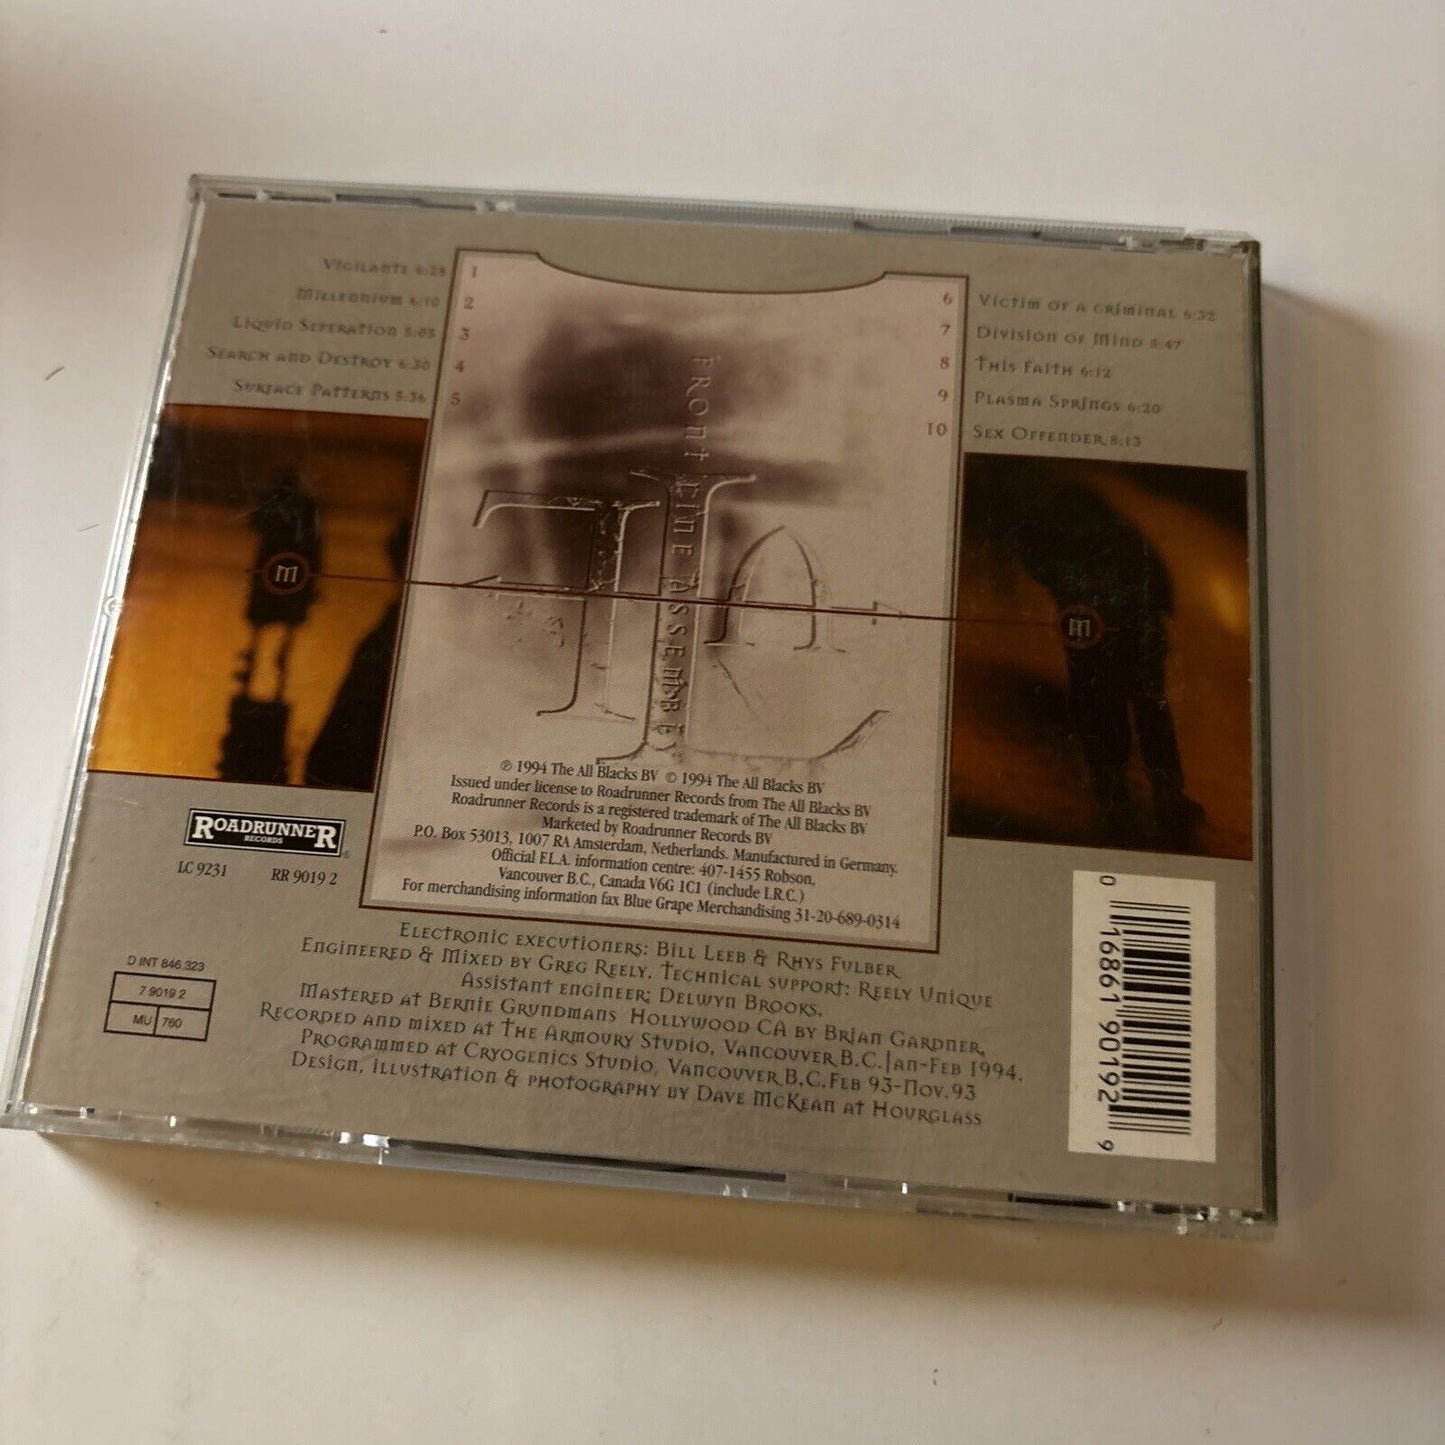 Vigilante 6:25 1
Millennium 6:10 2
Liquid Seperation 5:05 3
Search and Destroy 6:30 4
Surface Patterns 5:36 5
6 Victim of a criminal 6:32
7 Division of Mind 5:47
8 This Faith 6:12
9 Plasma Springs 6:20
10 Sex Offender 8:13
FRONT LINE ASSEMBLY
FLA
M
M
℗ 1994 The All Blacks BV © 1994 The All Blacks BV
Issued under license to Roadrunner Records from The All Blacks BV
Roadrunner Records is a registered trademark of The All Blacks BV
Marketed by Roadrunner Records BV
P.O. Box 53013, 1007 RA Amsterdam, Netherlands. Manufactured in Germany.
Official F.L.A. information centre: 407-1455 Robson,
Vancouver B.C., Canada V6G 1C1 (include I.R.C.)
For merchandising information fax Blue Grape Merchandising 31-20-689-0314
ROADRUNNER
RECORDS
®
LC 9231 RR 9019 2
Electronic executioners: Bill Leeb & Rhys Fulber
Engineered & Mixed by Greg Reely. Technical support: Reely Unique
Assistant engineer: Delwyn Brooks.
Mastered at Bernie Grundmans Hollywood CA by Brian Gardner.
Recorded and mixed at The Armoury Studio, Vancouver B.C. Jan-Feb 1994.
Programmed at Cryogenics Studio, Vancouver B.C. Feb 93-Nov. 93
Design, illustration & photography by Dave McKean at Hourglass
D INT 846.323
7 9019 2
MU 760
0 16861 90192 9